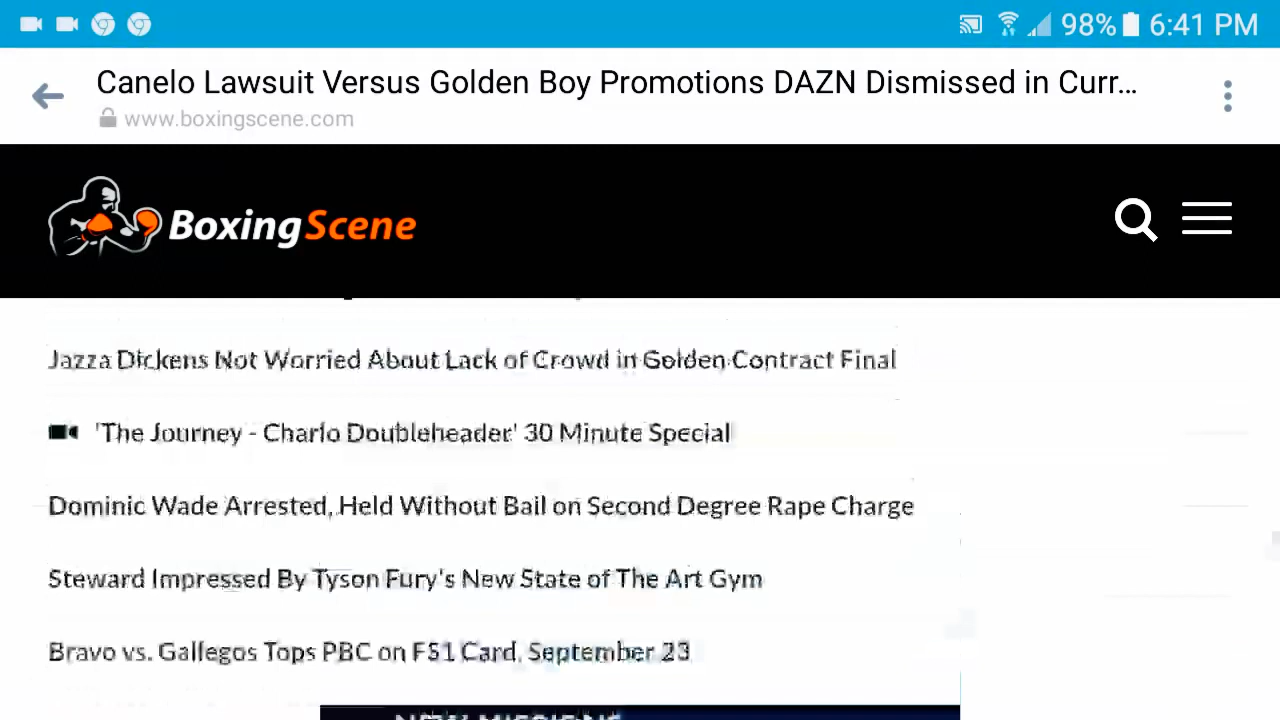 98% 6:41 PM
Canelo Lawsuit Versus Golden Boy Promotions DAZN Dismissed in Curr...
www.boxingscene.com
BoxingScene
Jazza Dickens Not Worried About Lack of Crowd in Golden Contract Final
'The Journey - Charlo Doubleheader' 30 Minute Special
Dominic Wade Arrested, Held Without Bail on Second Degree Rape Charge
Steward Impressed By Tyson Fury's New State of The Art Gym
Bravo vs. Gallegos Tops PBC on FS1 Card, September 23